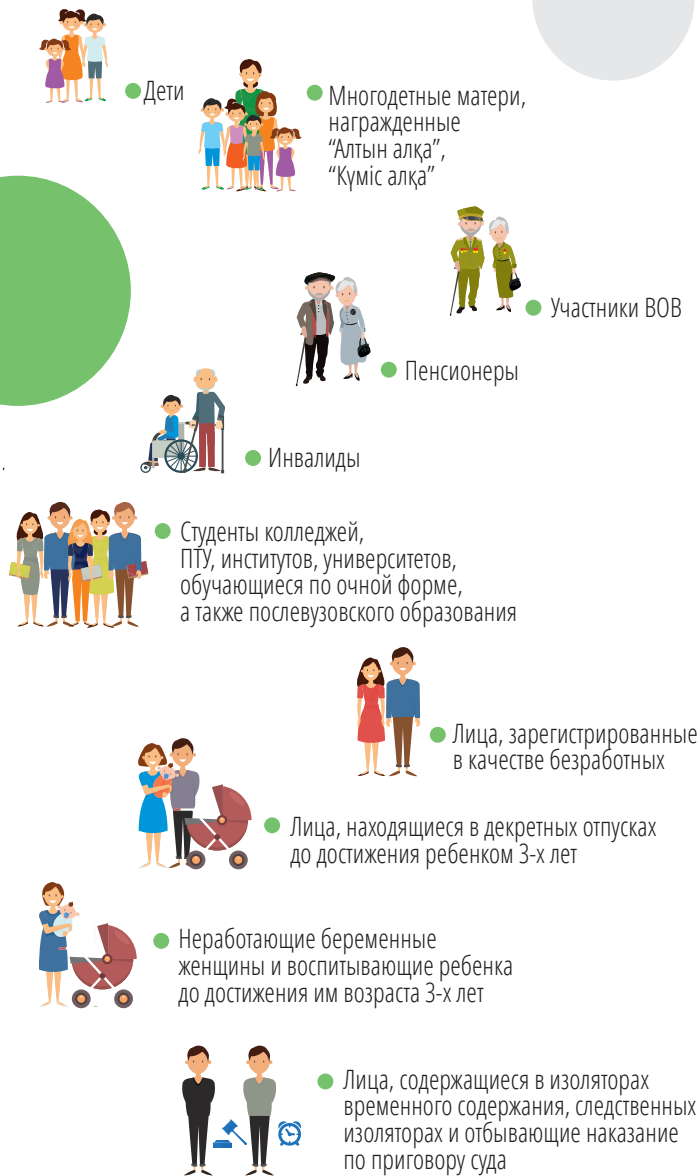 Дети
Многодетные матери,
награжденные
“Алтын алқа”,
“Күміс алқа”
Участники ВОВ
Пенсионеры
Инвалиды
Студенты колледжей,
ПТУ, институтов, университетов,
обучающиеся по очной форме,
а также послевузовского образования
Лица, зарегистрированные
в качестве безработных
Лица, находящиеся в декретных отпусках
до достижения ребенком 3-х лет
Неработающие беременные
женщины и воспитывающие ребенка
до достижения им возраста 3-х лет
Лица, содержащиеся в изоляторах
временного содержания, следственных
изоляторах и отбывающие наказание
по приговору суда